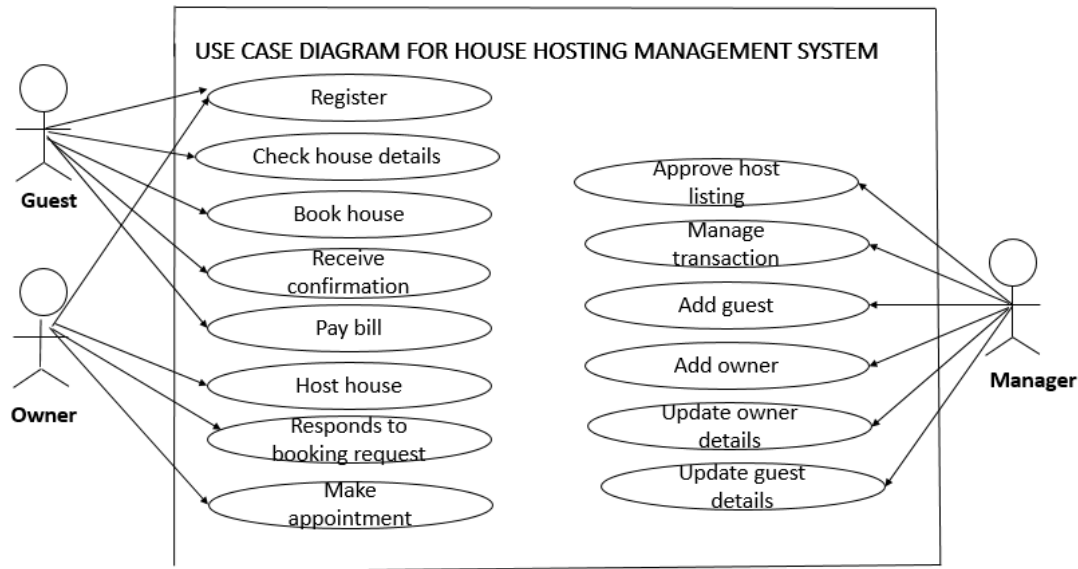 USE CASE DIAGRAM FOR HOUSE HOSTING MANAGEMENT SYSTEM
Register
Check house details
Book house
Receive
confirmation
Pay bill
Host house
Responds to
booking request
Make
appointment
Guest
Owner
Approve host
listing
Manage
transaction
Add guest
Add owner
Update owner
details
Update guest
details
Manager